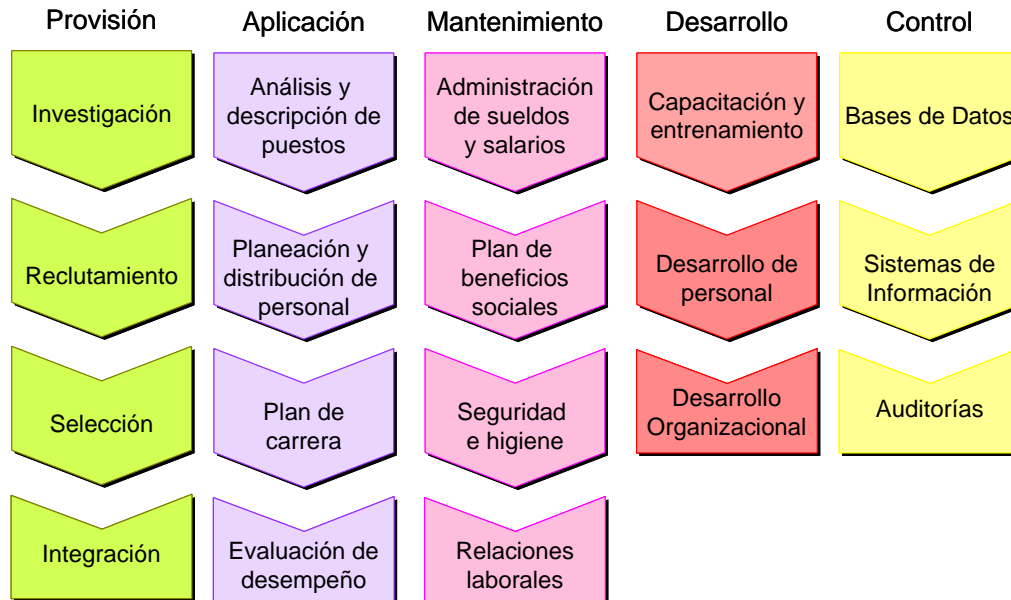 Provisión
Investigación
Reclutamiento
Selección
Integración
Aplicación
Análisis y
descripción de
puestos
Planeación y
distribución de
personal
Plan de
carrera
Evaluación de
desempeño
Mantenimiento
Administración
de sueldos
y salarios
Plan de
beneficios
sociales
Seguridad
e higiene
Relaciones
laborales
Desarrollo
Capacitación y
entrenamiento
Desarrollo de
personal
Desarrollo
Organizacional
Control
Bases de Datos
Sistemas de
Información
Auditorías